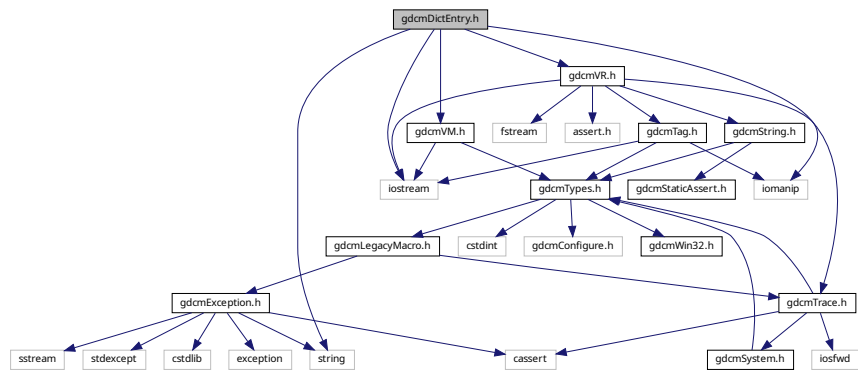 gdcmDictEntry.h
gdcmVR.h
gdcmVM.h
fstream
assert.h
gdcmTag.h
gdcmString.h
iostream
gdcmTypes.h
gdcmStaticAssert.h
iomanip
gdcmLegacyMacro.h
cstdint
gdcmConfigure.h
gdcmWin32.h
gdcmException.h
gdcmTrace.h
sstream
stdexcept
cstdlib
exception
string
cassert
gdcmSystem.h
iosfwd